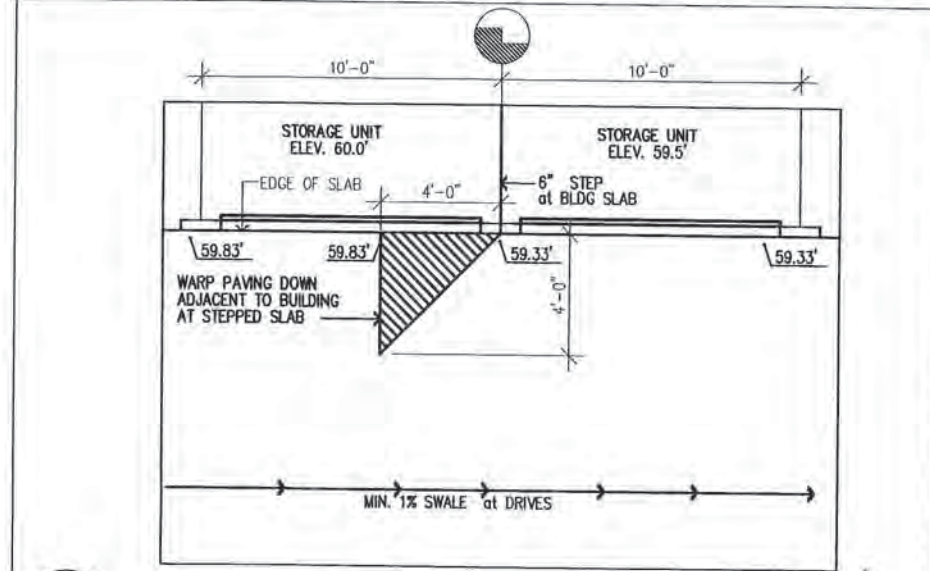 10'-0"
10'-0"
STORAGE UNIT
ELEV. 60.0'
STORAGE UNIT
ELEV. 59.5'
EDGE OF SLAB
4'-0"
6" STEP
at BLDG SLAB
59.83'
59.83'
59.33'
59.33'
WARP PAVING DOWN
ADJACENT TO BUILDING
AT STEPPED SLAB
4'-0"
MIN. 1% SWALE at DRIVES